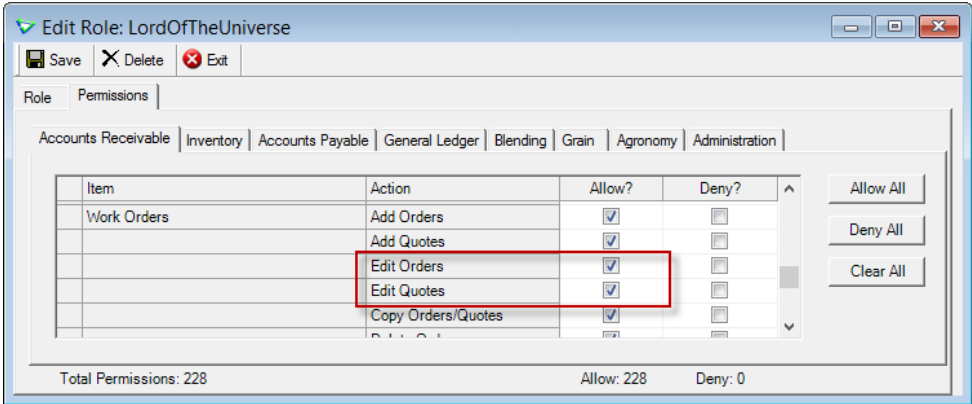 Edit Role: LordOfTheUniverse
Save Delete Exit
Role Permissions
Accounts Receivable Inventory Accounts Payable General Ledger Blending Grain Agronomy Administration
Item Action Allow? Deny?
Work Orders Add Orders
Add Quotes
Edit Orders
Edit Quotes
Copy Orders/Quotes
Allow All
Deny All
Clear All
Total Permissions: 228 Allow: 228 Deny: 0